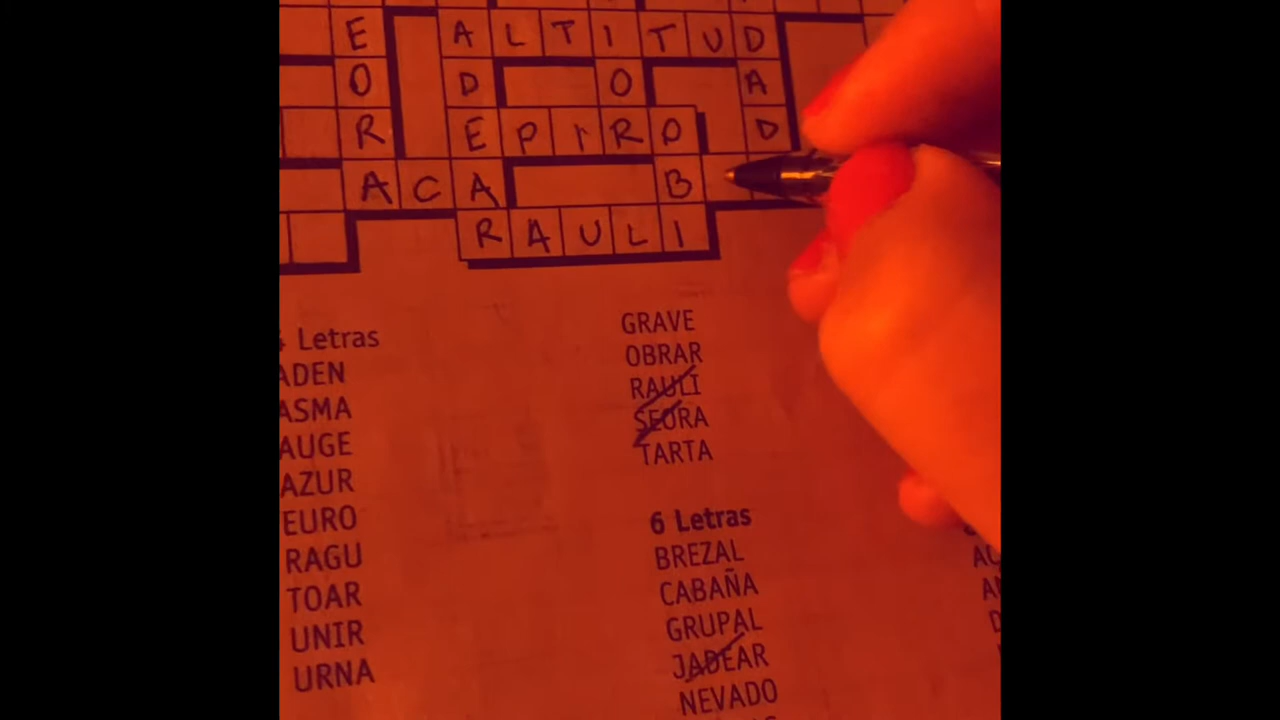 E A L T I T U D
O D O A
R E P I R O D
A C A B
R A U L I
4 Letras
ADEN
ASMA
AUGE
AZUR
EURO
RAGU
TOAR
UNIR
URNA
GRAVE
OBRAR
RAULI
SEORA
TARTA
6 Letras
BREZAL
CABAÑA
GRUPAL
JADEAR
NEVADO